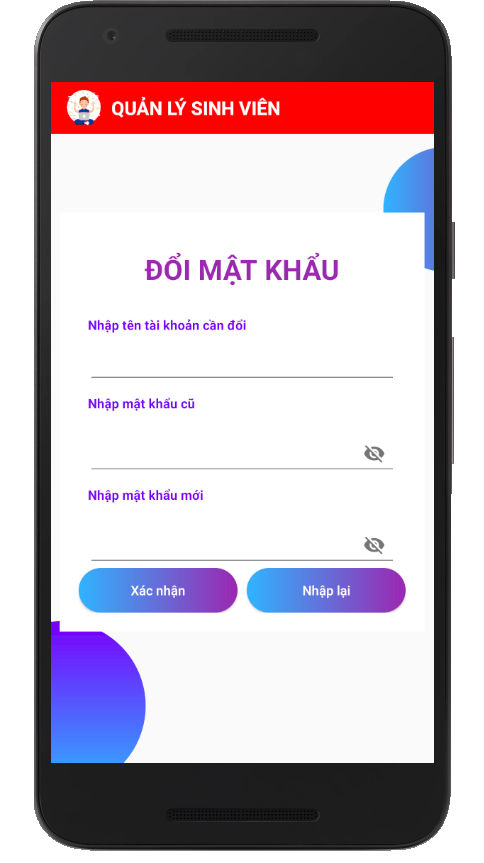 QUẢN LÝ SINH VIÊN
ĐỔI MẬT KHẨU
Nhập tên tài khoản cần đổi
Nhập mật khẩu cũ
Nhập mật khẩu mới
Xác nhận
Nhập lại